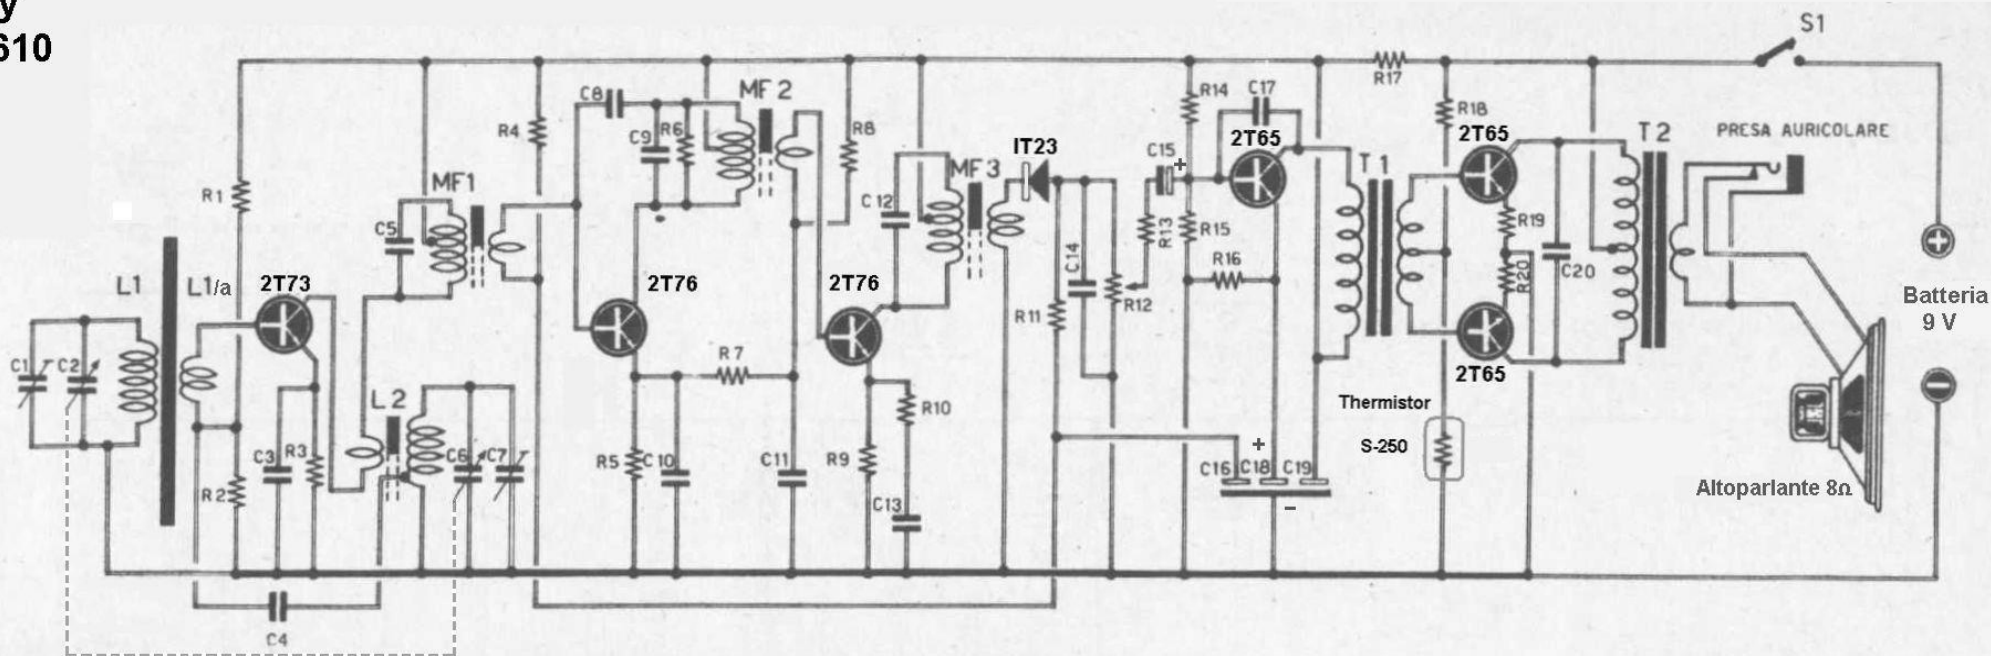 y
610
S1
R17
C8
MF 2
R14
C17
R18
R4
C9
R6
R8
IT23
2T65
2T65
T 2
PRESA AURICOLARE
C15
+
T 1
MF1
MF 3
R1
C5
C 12
R13
R15
R19
C14
R16
C20
R20
L1
L1/a
2T73
2T76
2T76
R11
R12
Batteria
9 V
C1
C2
R 7
2T65
L 2
R10
Thermistor
S-250
C3
R3
C6
C7
R5
C 10
C11
R9
+
C16
C18
C19
-
R2
C13
Altoparlante 8Ω
C4